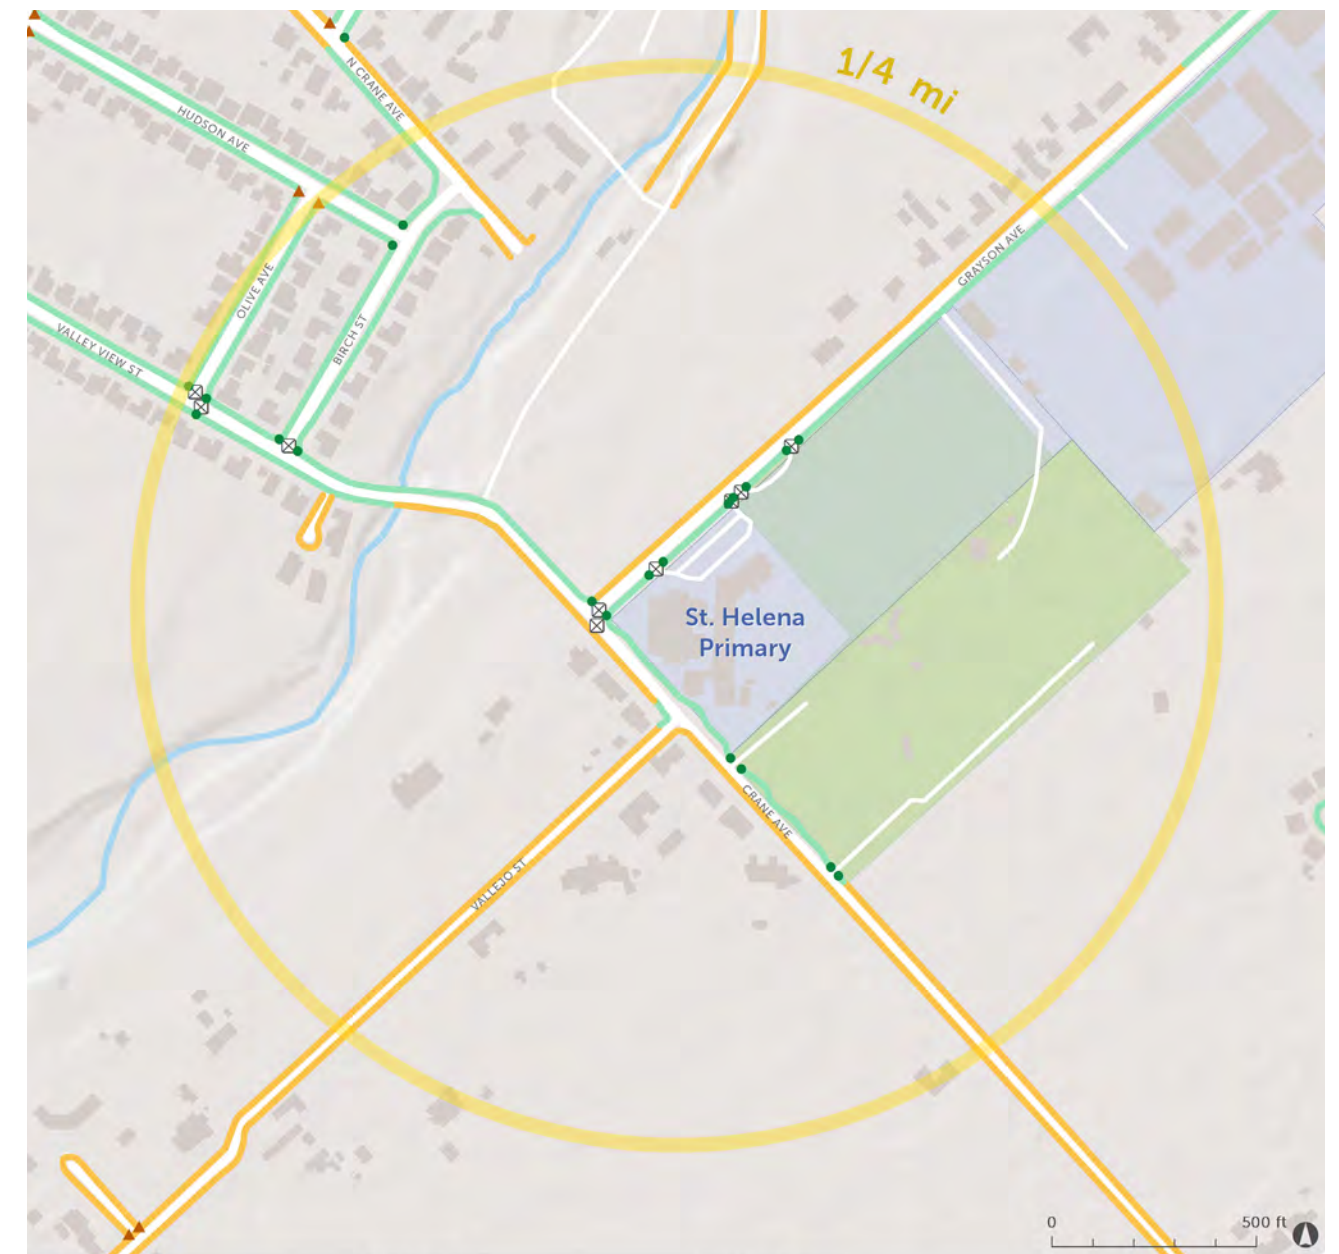 1/4 mi
N CRANE AVE
HUDSON AVE
GRAYSON AVE
OLIVE AVE
BIRCH ST
VALLEY VIEW ST
St. Helena
Primary
CRANE AVE
VALLEJO ST
0 500 ft